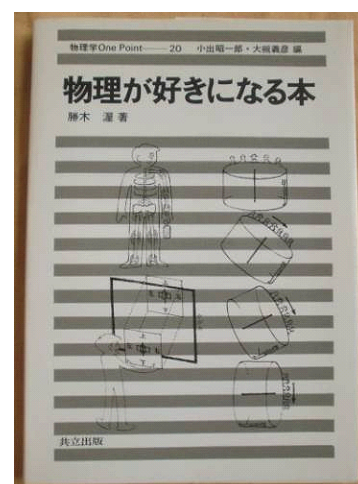 物理学One Point——20 小出昭一郎・大槻義彦 編
物理が好きになる本
勝木 渥 著
共立出版